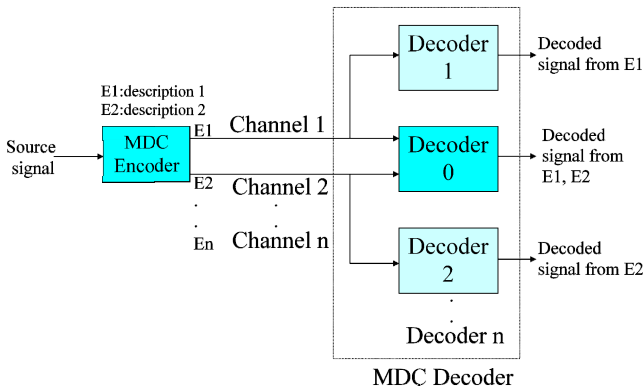 E1:description 1
E2:description 2
Source
signal
MDC
Encoder
E1
Channel 1
E2
Channel 2
.
.
.
.
En
Channel n
Decoder
1
Decoded
signal from E1
Decoder
0
Decoded
signal from
E1, E2
Decoder
2
Decoded
signal from E2
.
.
.
.
Decoder n
MDC Decoder